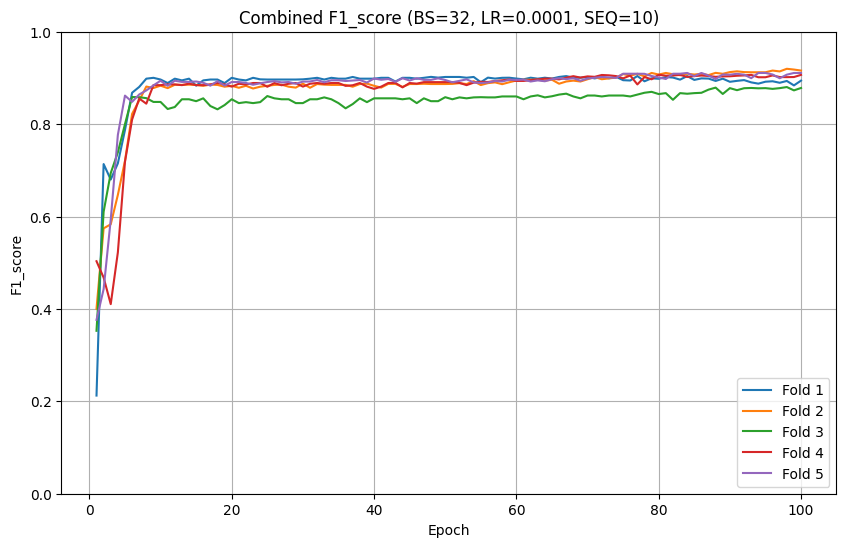 Combined F1_score (BS=32, LR=0.0001, SEQ=10)
F1_score
1.0
0.8
0.6
0.4
0.2
0.0
0 20 40 60 80 100
Epoch
Fold 1
Fold 2
Fold 3
Fold 4
Fold 5